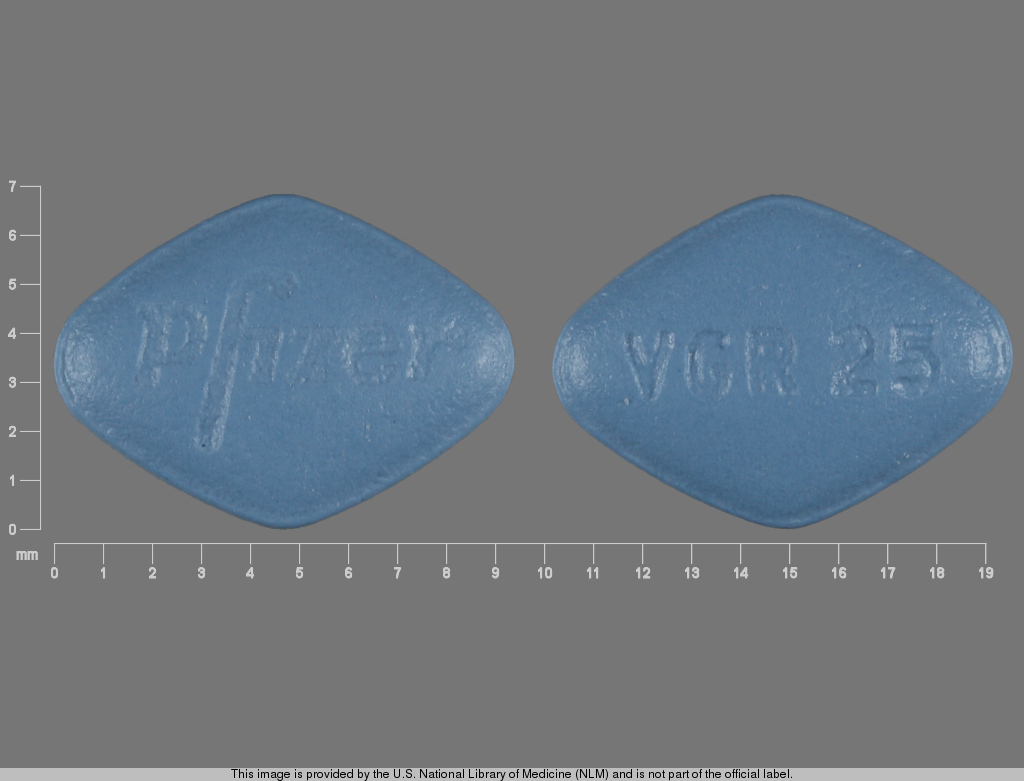 Pfizer
VGR 25
7
6
5
4
3
2
1
0
mm
0 1 2 3 4 5 6 7 8 9 10 11 12 13 14 15 16 17 18 19
This image is provided by the U.S. National Library of Medicine (NLM) and is not part of the official label.